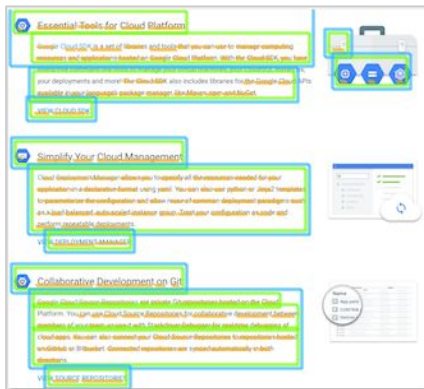 Essential Tools for Cloud Platform
Google Cloud SDK is a set of libraries and tools that you can use to manage computing
resources and applications hosted on Google Cloud Platform. With the Cloud SDK, you have
your deployments and more. The Cloud SDK also includes libraries for the Google Cloud APIs
available in your language's package manager, like Maven, npm and NuGet.
VIEW CLOUD SDK
Simplify Your Cloud Management
Cloud Deployment Manager allows you to specify all the resources needed for your
application in a declarative format using yaml. You can also use python or Jinja2 templates
to parameterize the configuration and allow reuse of common deployment paradigms such
as a load balanced, auto-scaled instance group. Treat your configuration as code and
perform repeatable deployments.
VIEW DEPLOYMENT MANAGER
Collaborative Development on Git
Google Cloud Source Repositories are private Git repositories hosted on the Cloud
Platform. You can use Cloud Source Repositories for collaborative development between
members of your team or use it with Stackdriver Debugger for real-time debugging of
cloud apps. You can also connect your Cloud Source Repositories to repositories hosted
on GitHub or Bitbucket. Connected repositories are synced automatically in both
directions.
VIEW SOURCE REPOSITORIES
Name